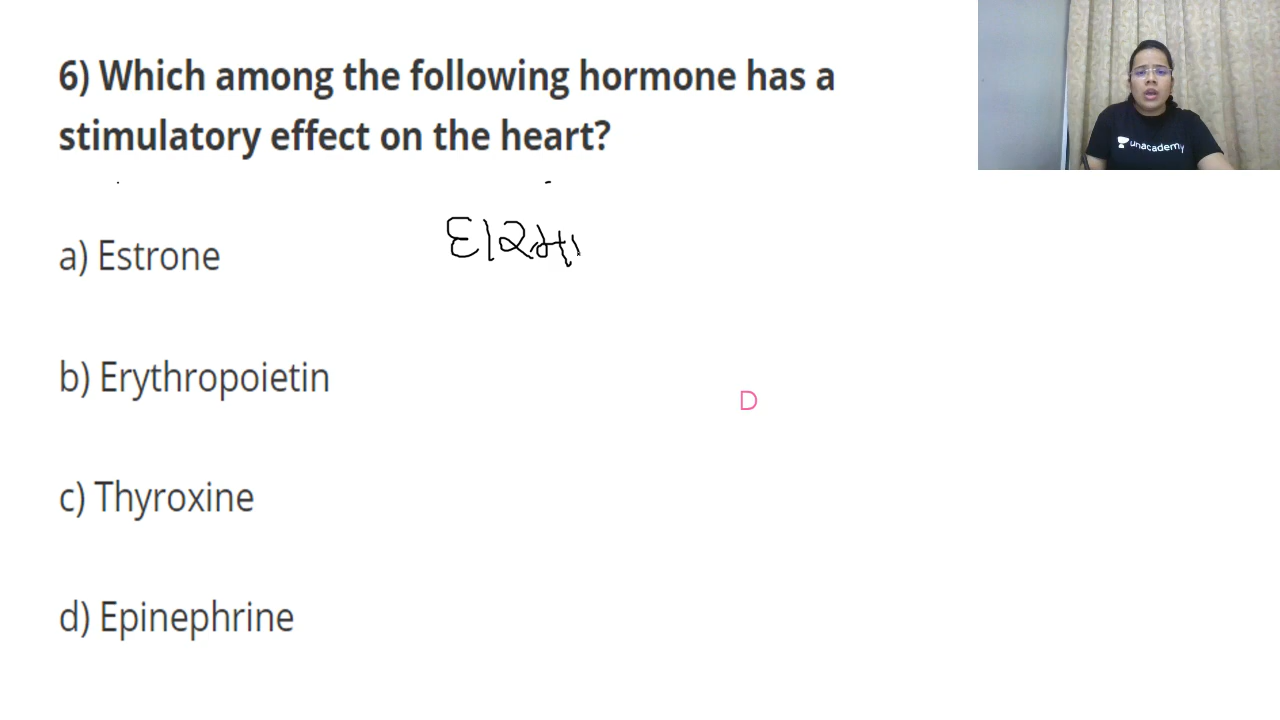 6) Which among the following hormone has a
stimulatory effect on the heart?
a) Estrone
b) Erythropoietin
D
c) Thyroxine
d) Epinephrine
unacademy